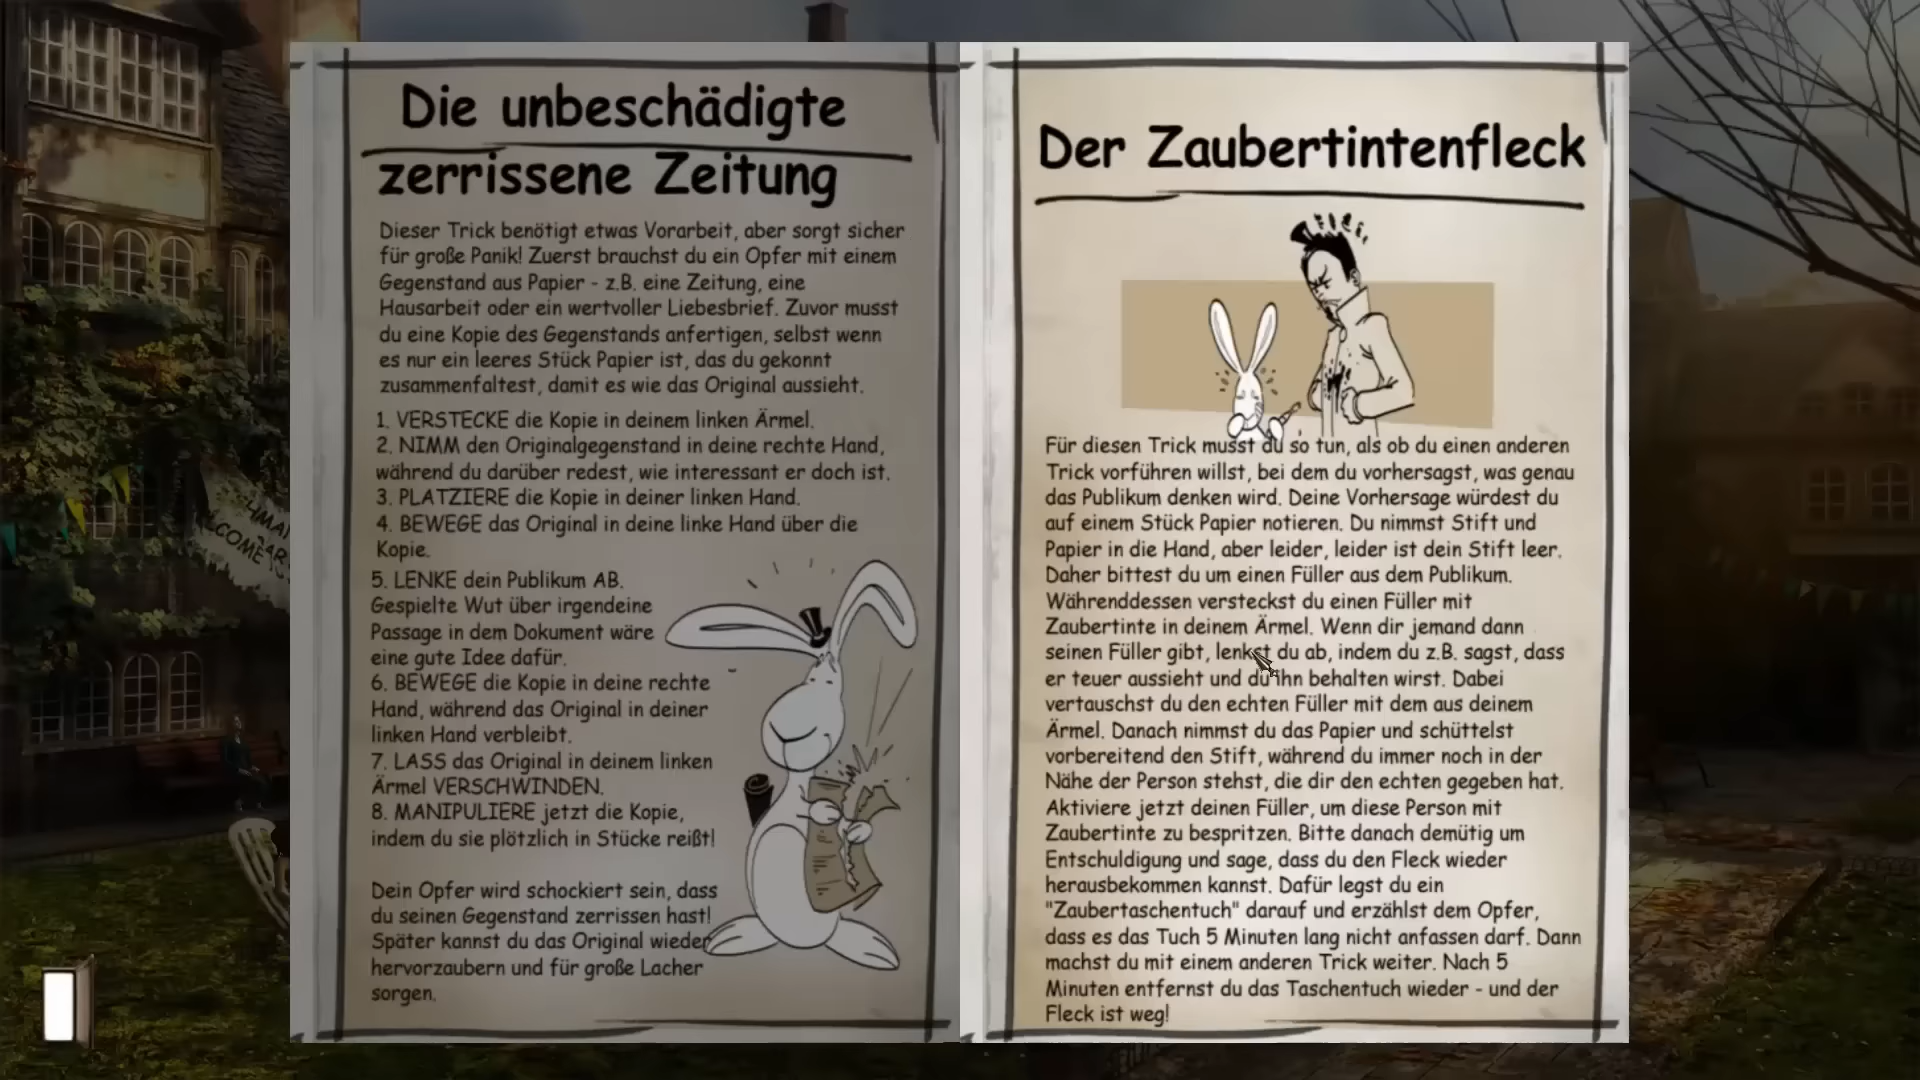 Die unbeschädigte
zerrissene Zeitung
Dieser Trick benötigt etwas Vorarbeit, aber sorgt sicher
für große Panik! Zuerst brauchst du ein Opfer mit einem
Gegenstand aus Papier - z.B. eine Zeitung, eine
Hausarbeit oder ein wertvoller Liebesbrief. Zuvor musst
du eine Kopie des Gegenstands anfertigen, selbst wenn
es nur ein leeres Stück Papier ist, das du gekonnt
zusammenfaltest, damit es wie das Original aussieht.
1. VERSTECKE die Kopie in deinem linken Ärmel.
2. NIMM den Originalgegenstand in deine rechte Hand,
während du darüber redest, wie interessant er doch ist.
3. PLATZIERE die Kopie in deiner linken Hand.
4. BEWEGE das Original in deine linke Hand über die
Kopie.
5. LENKE dein Publikum AB.
Gespielte Wut über irgendeine
Passage in dem Dokument wäre
eine gute Idee dafür.
6. BEWEGE die Kopie in deine rechte
Hand, während das Original in deiner
linken Hand verbleibt.
7. LASS das Original in deinem linken
Ärmel VERSCHWINDEN.
8. MANIPULIERE jetzt die Kopie,
indem du sie plötzlich in Stücke reißt!
Dein Opfer wird schockiert sein, dass
du seinen Gegenstand zerrissen hast!
Später kannst du das Original wieder
hervorzaubern und für große Lacher
sorgen.
Der Zaubertintenfleck
Für diesen Trick musst du so tun, als ob du einen anderen
Trick vorführen willst, bei dem du vorhersagst, was genau
das Publikum denken wird. Deine Vorhersage würdest du
auf einem Stück Papier notieren. Du nimmst Stift und
Papier in die Hand, aber leider, leider ist dein Stift leer.
Daher bittest du um einen Füller aus dem Publikum.
Währenddessen versteckst du einen Füller mit
Zaubertinte in deinem Ärmel. Wenn dir jemand dann
seinen Füller gibt, lenkst du ab, indem du z.B. sagst, dass
er teuer aussieht und du ihn behalten wirst. Dabei
vertauschst du den echten Füller mit dem aus deinem
Ärmel. Danach nimmst du das Papier und schüttelst
vorbereitend den Stift, während du immer noch in der
Nähe der Person stehst, die dir den echten gegeben hat.
Aktiviere jetzt deinen Füller, um diese Person mit
Zaubertinte zu bespritzen. Bitte danach demütig um
Entschuldigung und sage, dass du den Fleck wieder
herausbekommen kannst. Dafür legst du ein
"Zaubertaschentuch" darauf und erzählst dem Opfer,
dass es das Tuch 5 Minuten lang nicht anfassen darf. Dann
machst du mit einem anderen Trick weiter. Nach 5
Minuten entfernst du das Taschentuch wieder - und der
Fleck ist weg!